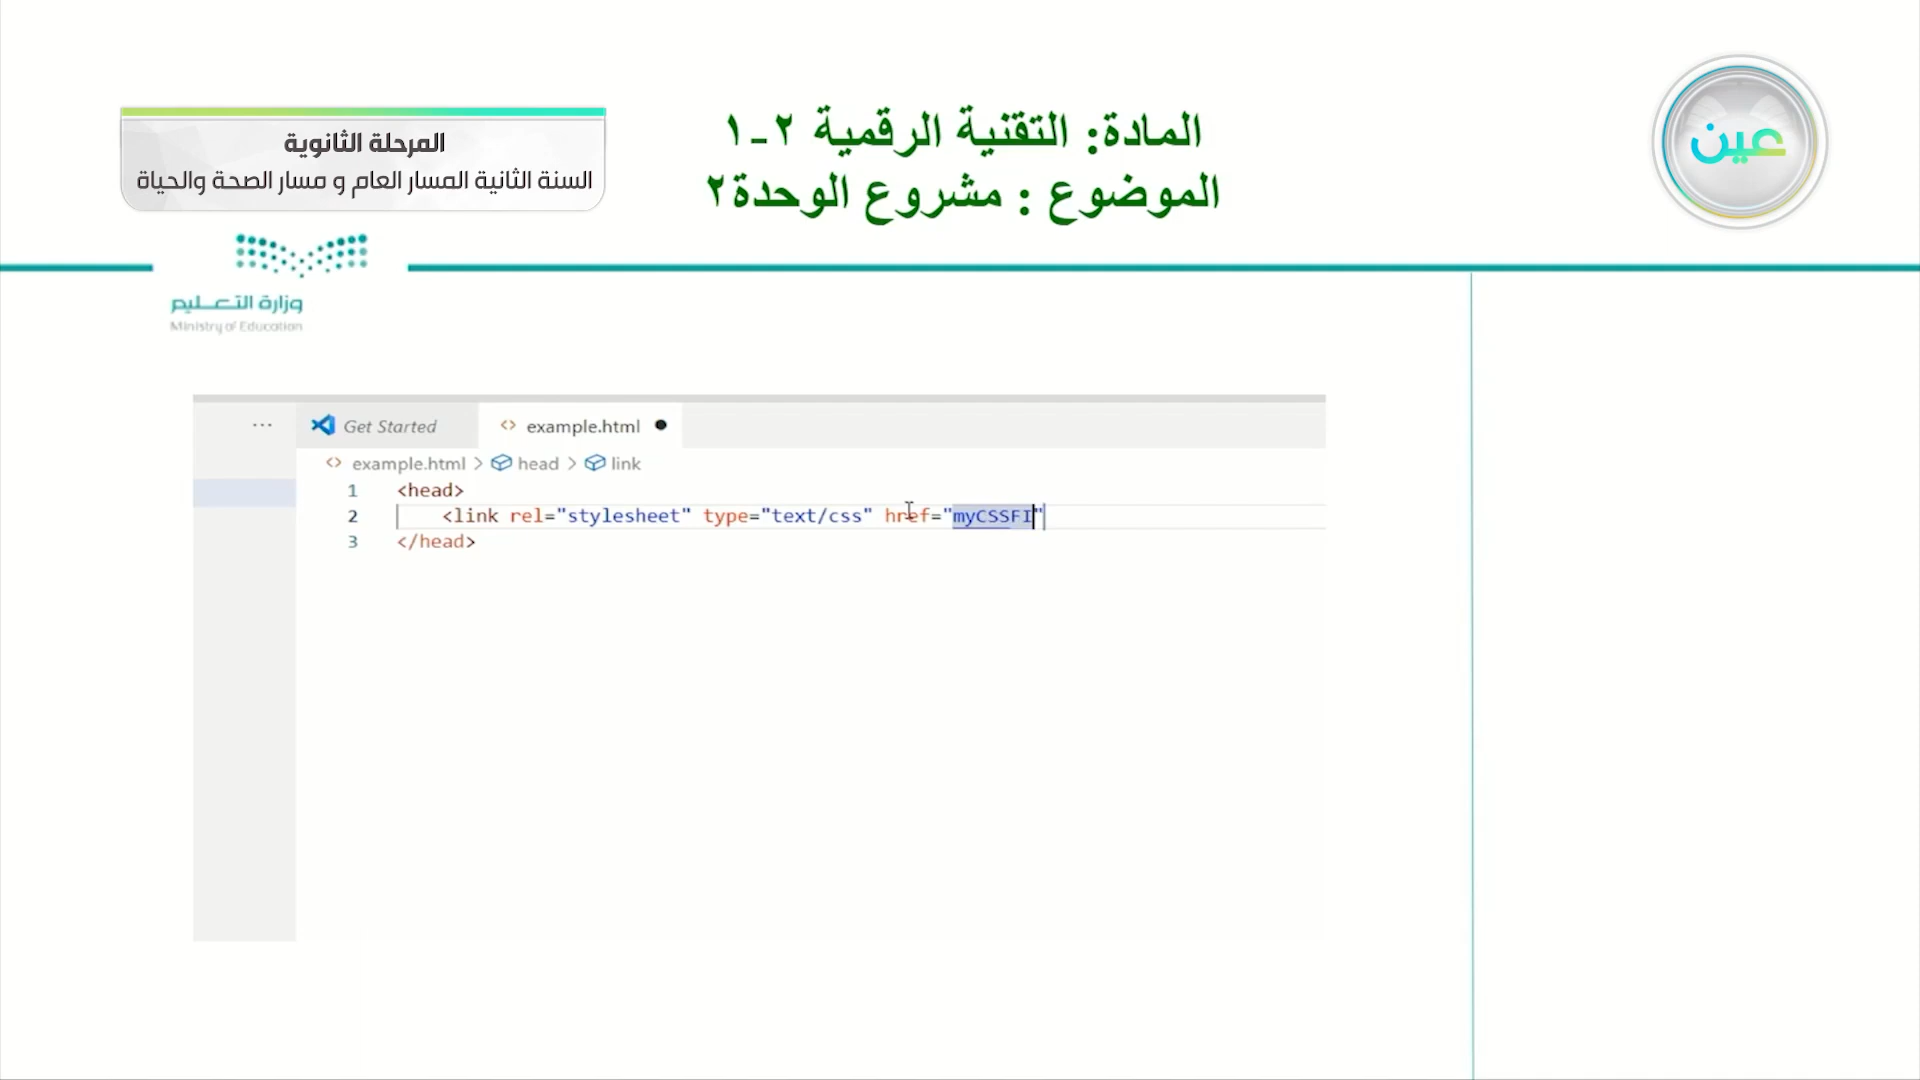 المادة: التقنية الرقمية ٢-١
الموضوع : مشروع الوحدة٢
المرحلة الثانوية
السنة الثانية المسار العام و مسار الصحة والحياة
عين
وزارة التعـــليم
Ministry of Education
··· Get Started example.html
example.html > head > link
1 <head>
2 <link rel="stylesheet" type="text/css" href="myCSSFI"
3 </head>